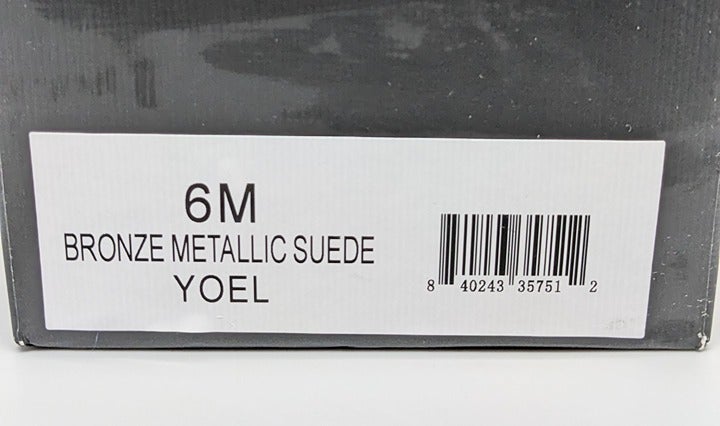 6M
BRONZE METALLIC SUEDE
YOEL
8 40243 35751 2